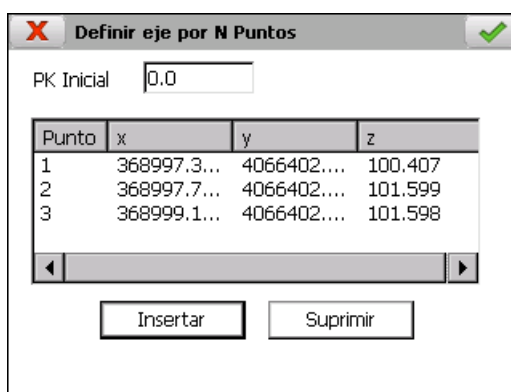 Definir eje por N Puntos
PK Inicial 0.0
Punto x y z
1 368997.3... 4066402.... 100.407
2 368997.7... 4066402.... 101.599
3 368999.1... 4066402.... 101.598
Insertar Suprimir